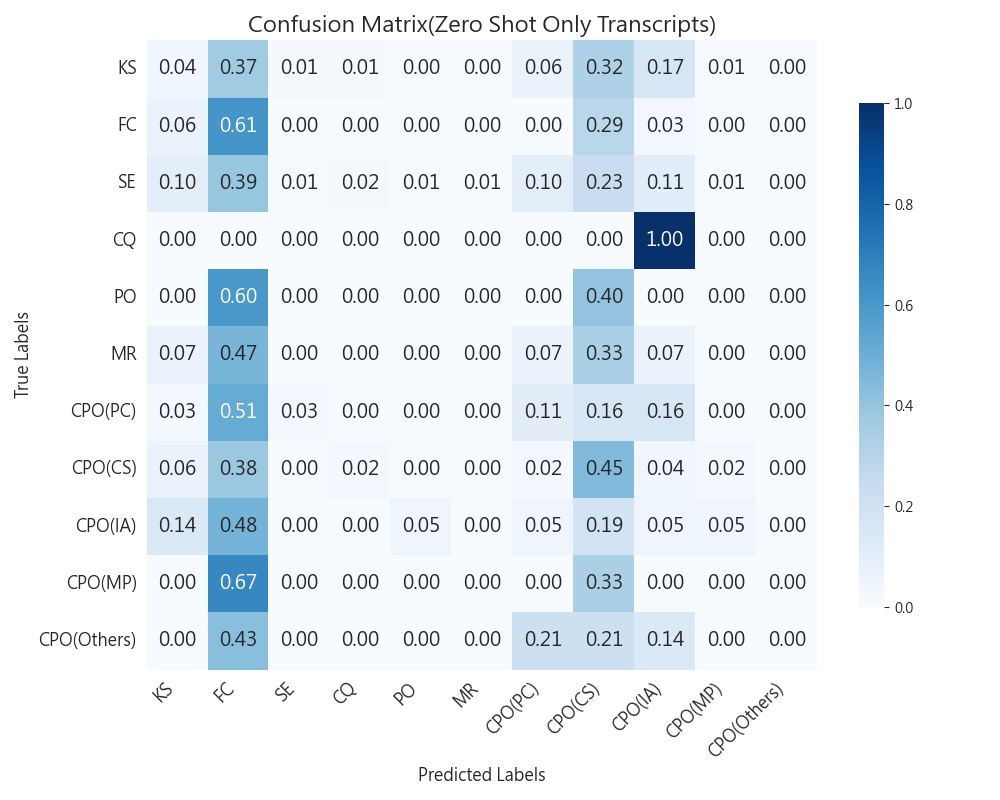 Confusion Matrix(Zero Shot Only Transcripts)
KS 0.04 0.37 0.01 0.01 0.00 0.00 0.06 0.32 0.17 0.01 0.00
FC 0.06 0.61 0.00 0.00 0.00 0.00 0.00 0.29 0.03 0.00 0.00
SE 0.10 0.39 0.01 0.02 0.01 0.01 0.10 0.23 0.11 0.01 0.00
CQ 0.00 0.00 0.00 0.00 0.00 0.00 0.00 0.00 1.00 0.00 0.00
PO 0.00 0.60 0.00 0.00 0.00 0.00 0.00 0.40 0.00 0.00 0.00
MR 0.07 0.47 0.00 0.00 0.00 0.00 0.07 0.33 0.07 0.00 0.00
CPO(PC) 0.03 0.51 0.03 0.00 0.00 0.00 0.11 0.16 0.16 0.00 0.00
CPO(CS) 0.06 0.38 0.00 0.02 0.00 0.00 0.02 0.45 0.04 0.02 0.00
CPO(IA) 0.14 0.48 0.00 0.00 0.05 0.00 0.05 0.19 0.05 0.05 0.00
CPO(MP) 0.00 0.67 0.00 0.00 0.00 0.00 0.00 0.33 0.00 0.00 0.00
CPO(Others) 0.00 0.43 0.00 0.00 0.00 0.00 0.21 0.21 0.14 0.00 0.00
KS FC SE CQ PO MR CPO(PC) CPO(CS) CPO(IA) CPO(MP) CPO(Others)
Predicted Labels
True Labels
1.0
0.8
0.6
0.4
0.2
0.0